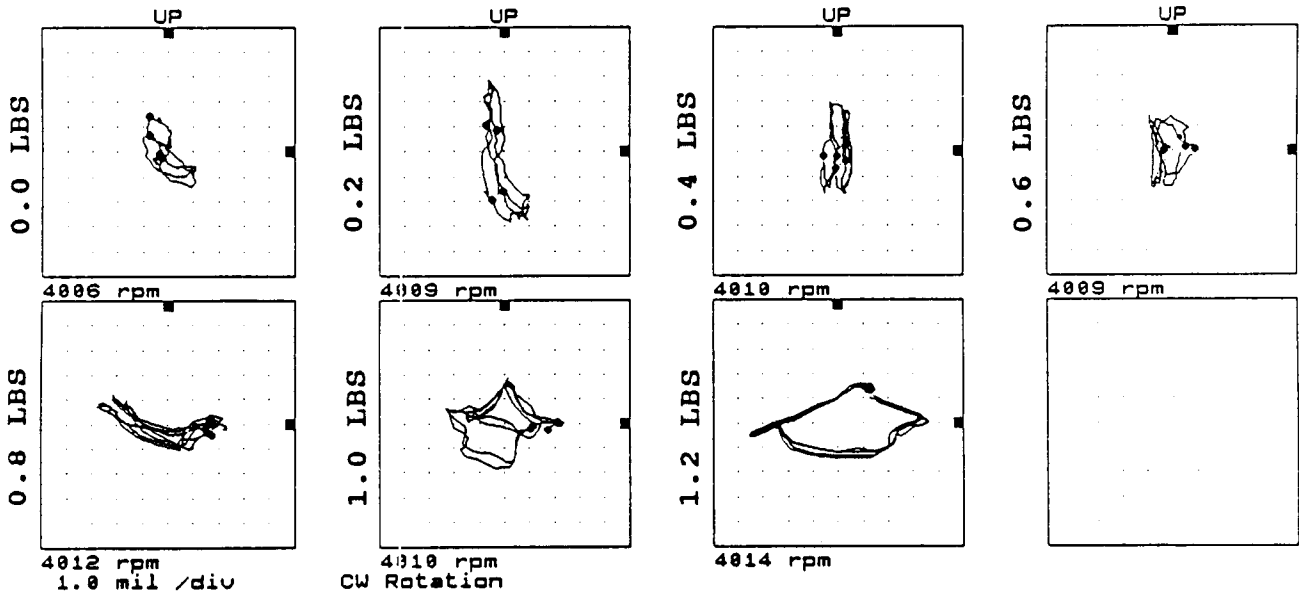 UP
UP
UP
UP
0.0 LBS
0.2 LBS
0.4 LBS
0.6 LBS
4006 rpm
4009 rpm
4010 rpm
4009 rpm
0.8 LBS
1.0 LBS
1.2 LBS
4012 rpm
4010 rpm
4014 rpm
1.0 mil /div
CW Rotation